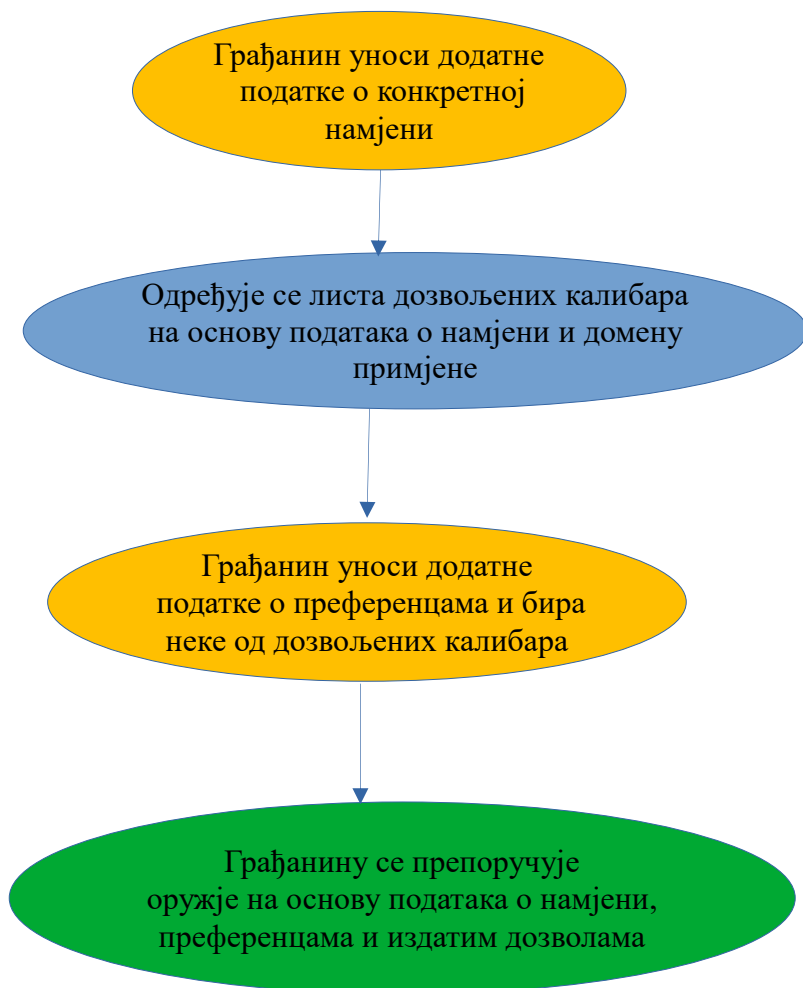 Грађанин уноси додатне
податке о конкретној
намјени
Одређује се листа дозвољених калибара
на основу података о намјени и домену
примјене
Грађанин уноси додатне
податке о преференцама и бира
неке од дозвољених калибара
Грађанину се препоручује
оружје на основу података о намјени,
преференцама и издатим дозволама